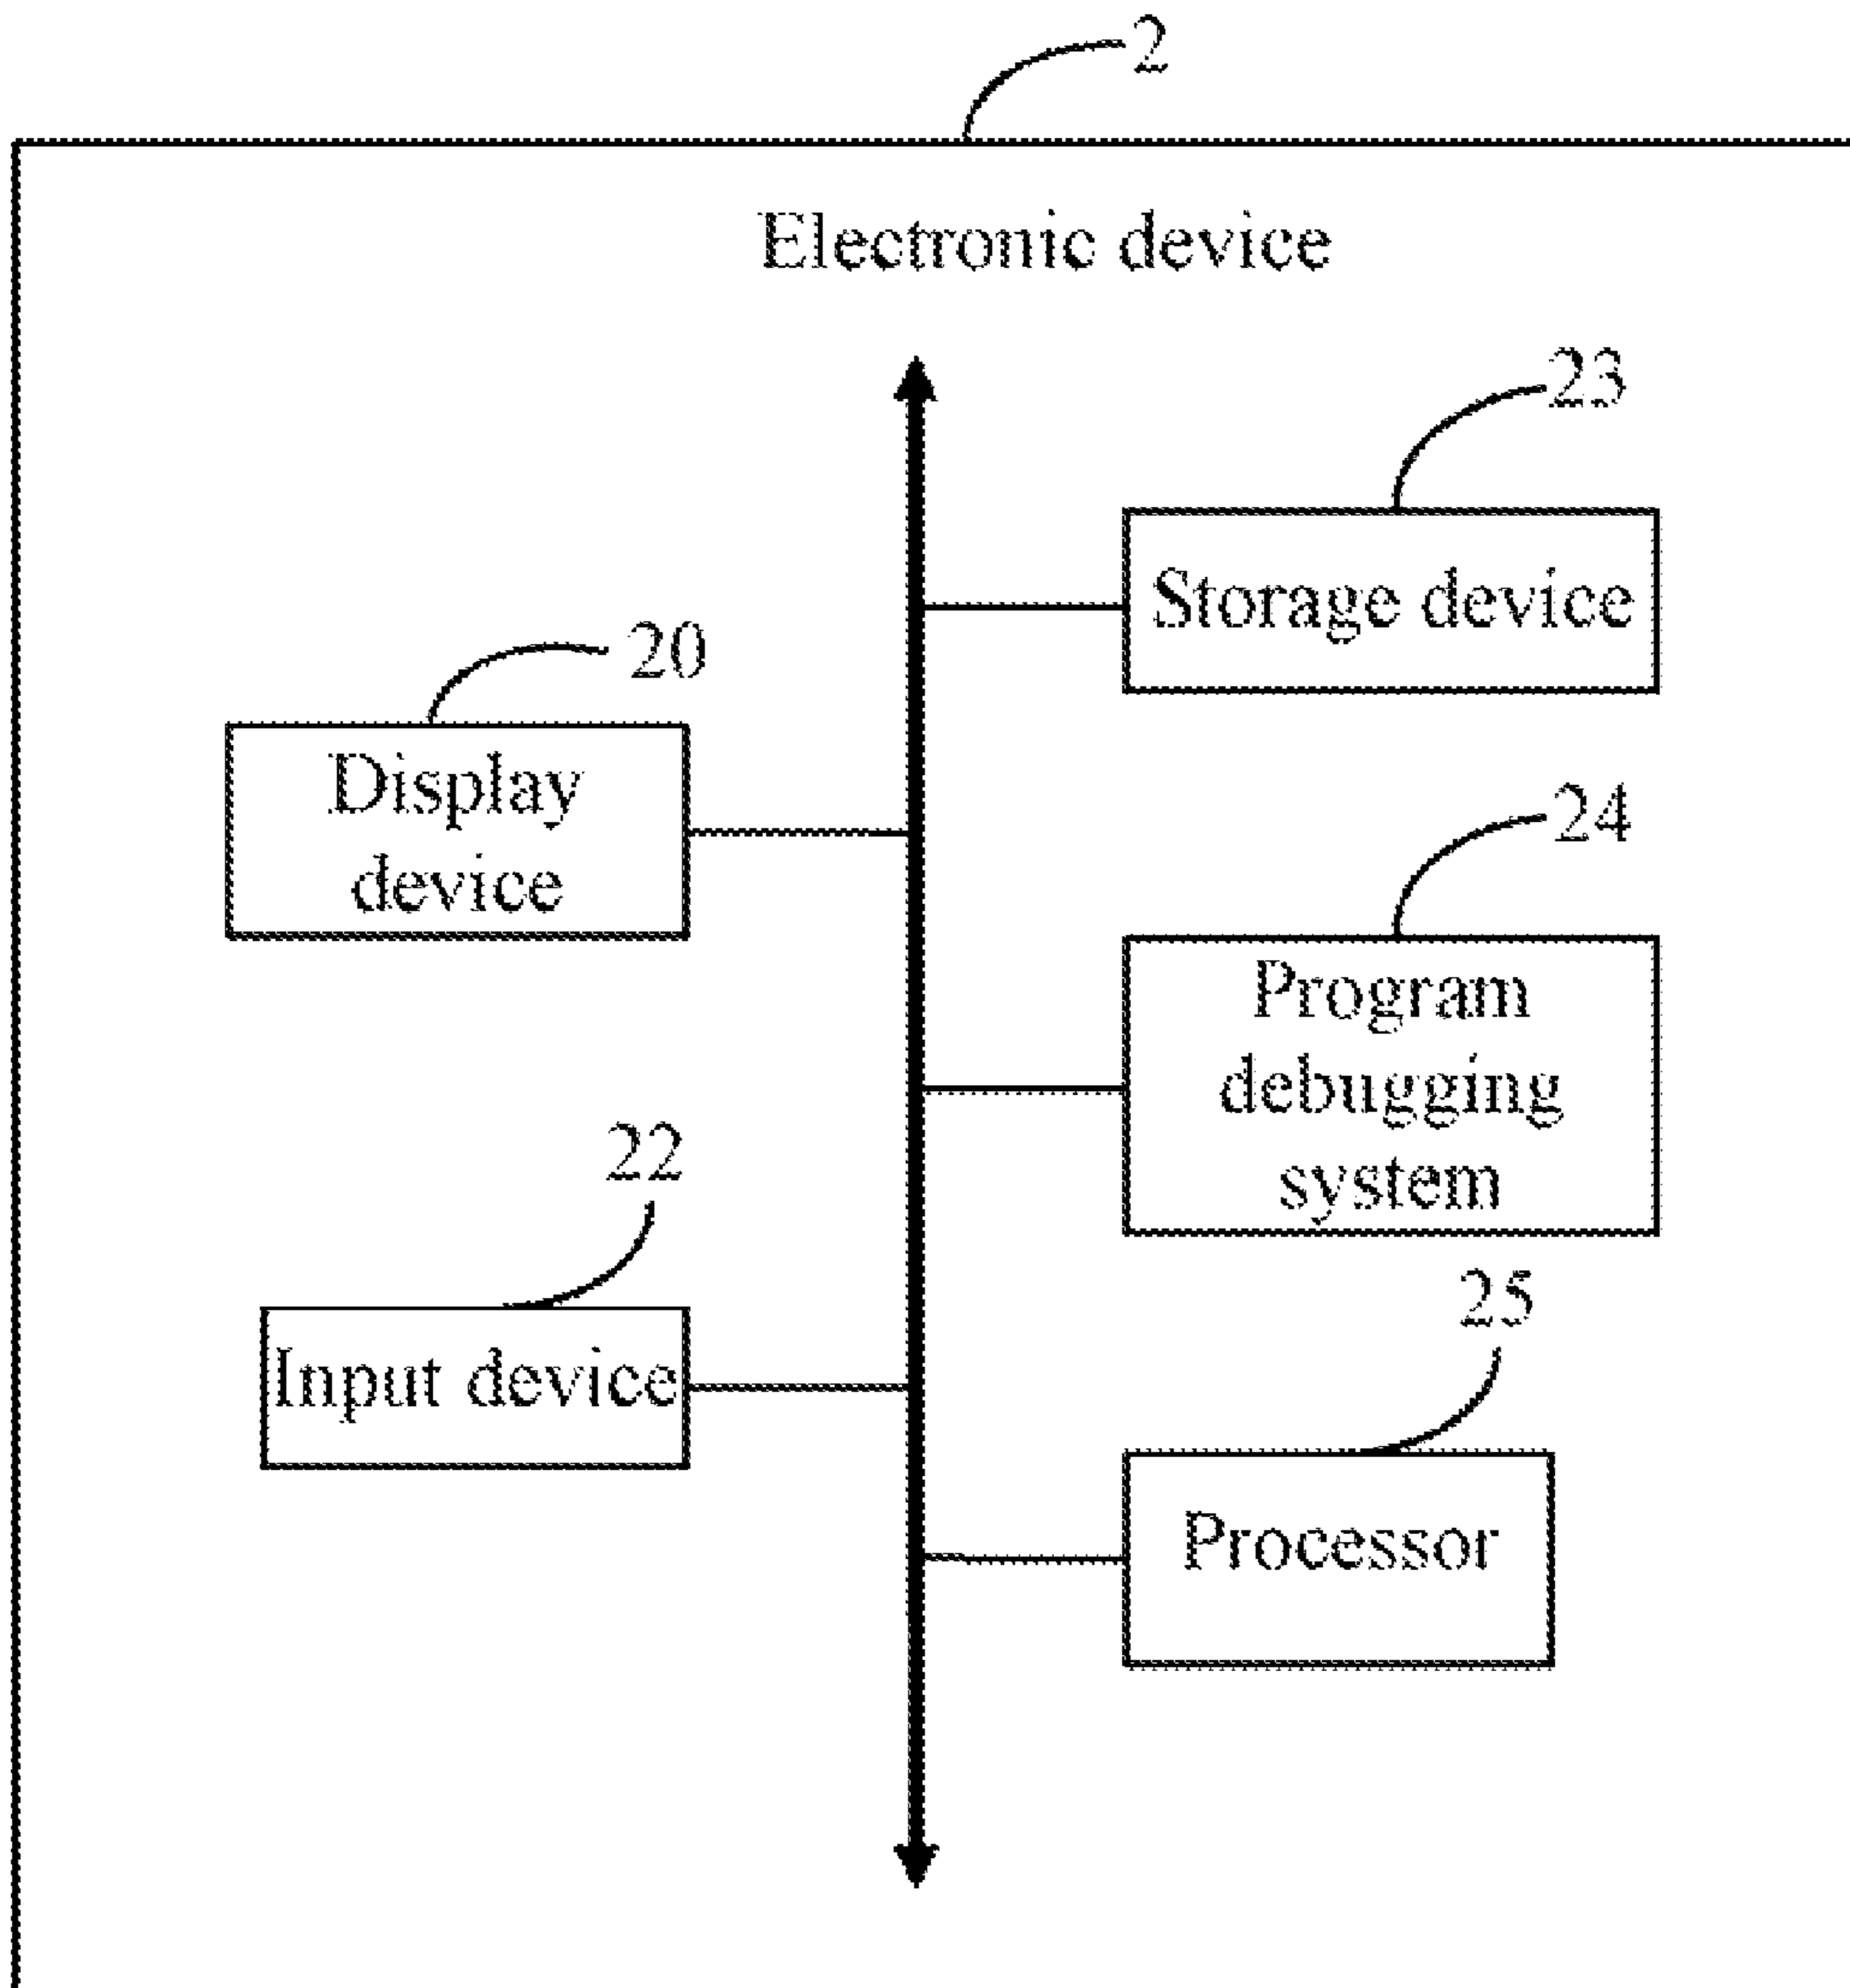 2
Electronic device
23
Storage device
20
Display
device
24
Program
debugging
system
22
Input device
25
Processor